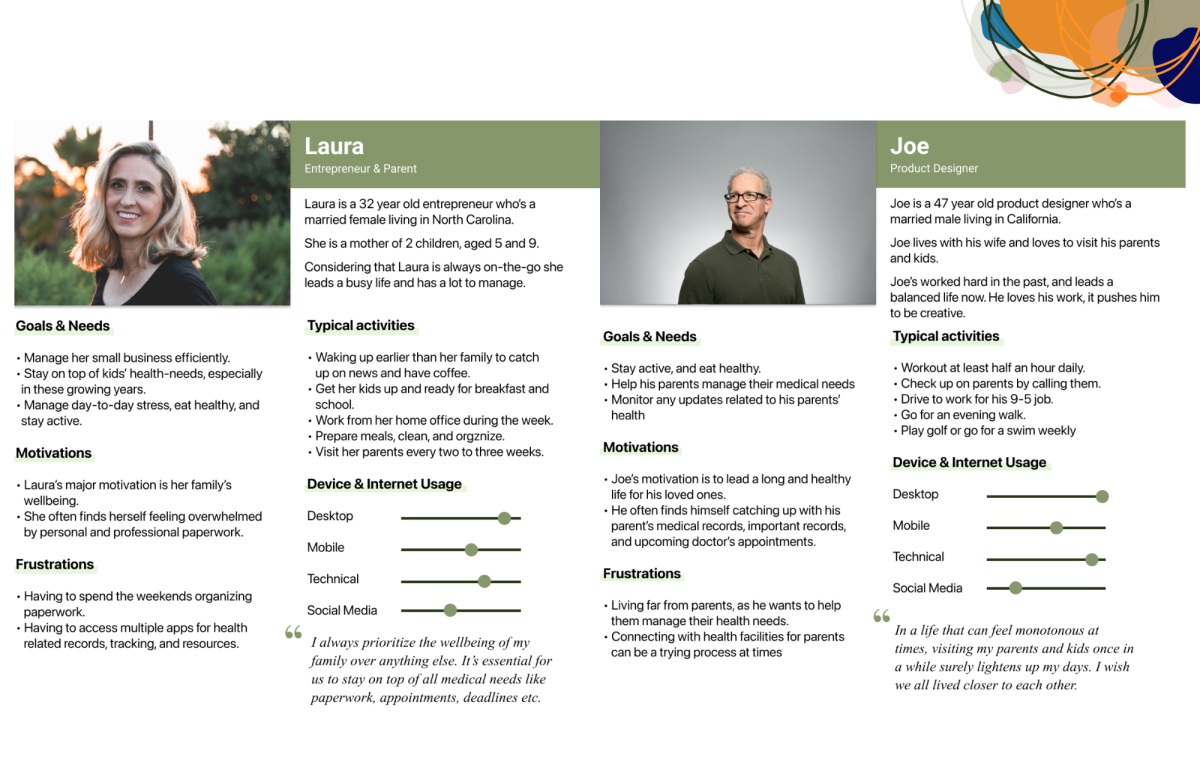 Laura
Entrepreneur & Parent
Laura is a 32 year old entrepreneur who's a
married female living in North Carolina.
She is a mother of 2 children, aged 5 and 9.
Considering that Laura is always on-the-go she
leads a busy life and has a lot to manage.
Goals & Needs
• Manage her small business efficiently.
• Stay on top of kids' health-needs, especially
in these growing years.
• Manage day-to-day stress, eat healthy, and
stay active.
Motivations
• Laura's major motivation is her family's
wellbeing.
• She often finds herself feeling overwhelmed
by personal and professional paperwork.
Frustrations
• Having to spend the weekends organizing
paperwork.
• Having to access multiple apps for health
related records, tracking, and resources.
Typical activities
• Waking up earlier than her family to catch
up on news and have coffee.
• Get her kids up and ready for breakfast and
school.
• Work from her home office during the week.
• Prepare meals, clean, and orgznize.
• Visit her parents every two to three weeks.
Device & Internet Usage
Desktop
Mobile
Technical
Social Media
“ I always prioritize the wellbeing of my
family over anything else. It's essential for
us to stay on top of all medical needs like
paperwork, appointments, deadlines etc.
Joe
Product Designer
Joe is a 47 year old product designer who's a
married male living in California.
Joe lives with his wife and loves to visit his parents
and kids.
Joe's worked hard in the past, and leads a
balanced life now. He loves his work, it pushes him
to be creative.
Goals & Needs
• Stay active, and eat healthy.
• Help his parents manage their medical needs
• Monitor any updates related to his parents'
health
Motivations
• Joe's motivation is to lead a long and healthy
life for his loved ones.
• He often finds himself catching up with his
parent's medical records, important records,
and upcoming doctor's appointments.
Frustrations
• Living far from parents, as he wants to help
them manage their health needs.
• Connecting with health facilities for parents
can be a trying process at times
Typical activities
• Workout at least half an hour daily.
• Check up on parents by calling them.
• Drive to work for his 9-5 job.
• Go for an evening walk.
• Play golf or go for a swim weekly
Device & Internet Usage
Desktop
Mobile
Technical
Social Media
“ In a life that can feel monotonous at
times, visiting my parents and kids once in
a while surely lightens up my days. I wish
we all lived closer to each other.